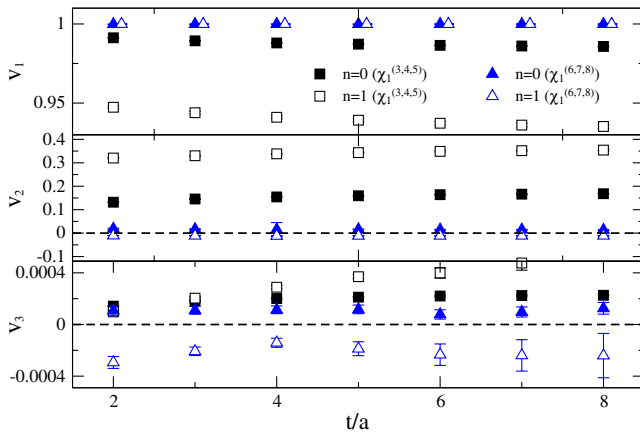 1
0.95
V₁
n=0 (χ₁⁽³,⁴,⁵⁾) n=0 (χ₁⁽⁶,⁷,⁸⁾)
n=1 (χ₁⁽³,⁴,⁵⁾) n=1 (χ₁⁽⁶,⁷,⁸⁾)
0.4
0.3
0.2
0.1
0
-0.1
V₂
0.0004
0
-0.0004
V₃
2 4 6 8
t/a